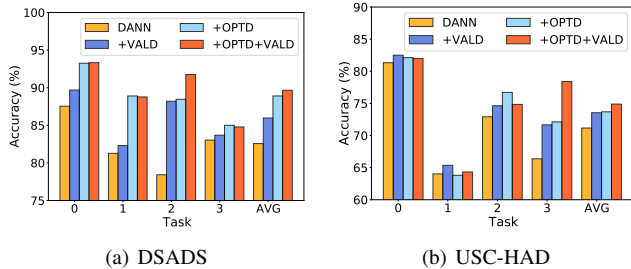 DANN
+VALD
+OPTD
+OPTD+VALD
100
95
90
85
80
75
Accuracy (%)
0 1 2 3 AVG
Task
(a) DSADS
DANN
+VALD
+OPTD
+OPTD+VALD
90
85
80
75
70
65
60
Accuracy (%)
0 1 2 3 AVG
Task
(b) USC-HAD